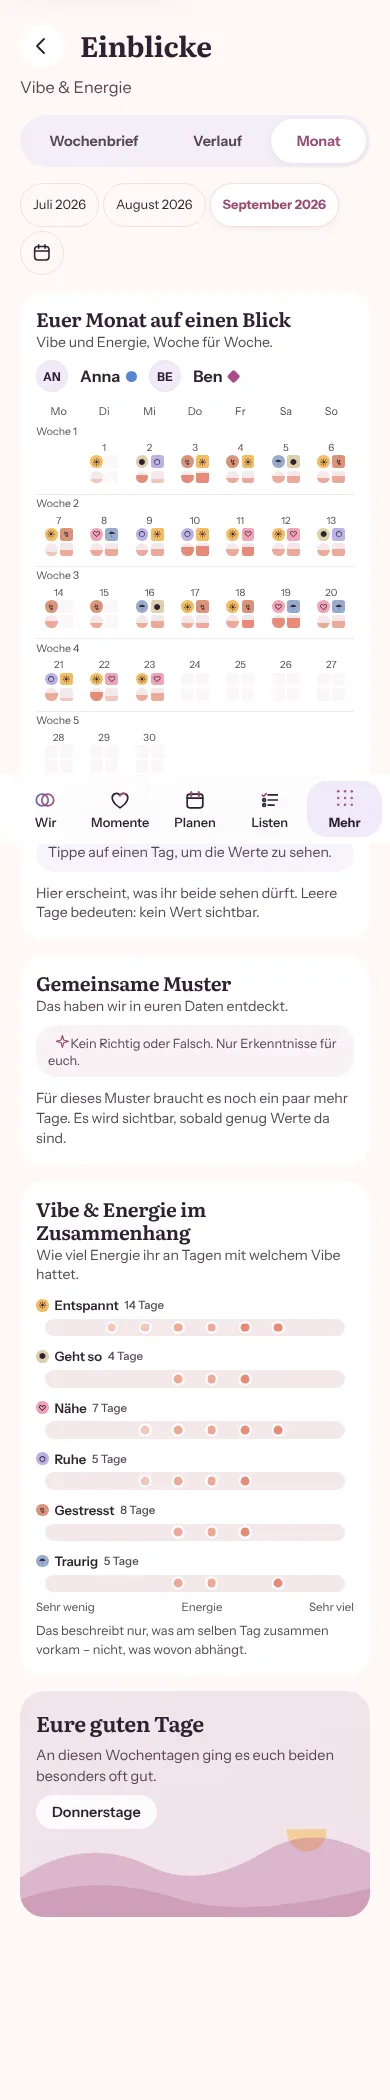 Einblicke
Vibe & Energie
Wochenbrief Verlauf Monat
Juli 2026 August 2026 September 2026
Euer Monat auf einen Blick
Vibe und Energie, Woche für Woche.
AN Anna BE Ben
Mo Di Mi Do Fr Sa So
Woche 1
1 2 3 4 5 6
Woche 2
7 8 9 10 11 12 13
Woche 3
14 15 16 17 18 19 20
Woche 4
21 22 23 24 25 26 27
Woche 5
28 29 30
Wir Momente Planen Listen Mehr
Tippe auf einen Tag, um die Werte zu sehen.
Hier erscheint, was ihr beide sehen dürft. Leere
Tage bedeuten: kein Wert sichtbar.
Gemeinsame Muster
Das haben wir in euren Daten entdeckt.
Kein Richtig oder Falsch. Nur Erkenntnisse für
euch.
Für dieses Muster braucht es noch ein paar mehr
Tage. Es wird sichtbar, sobald genug Werte da
sind.
Vibe & Energie im
Zusammenhang
Wie viel Energie ihr an Tagen mit welchem Vibe
hattet.
Entspannt 14 Tage
Geht so 4 Tage
Nähe 7 Tage
Ruhe 5 Tage
Gestresst 8 Tage
Traurig 5 Tage
Sehr wenig Energie Sehr viel
Das beschreibt nur, was am selben Tag zusammen
vorkam – nicht, was wovon abhängt.
Eure guten Tage
An diesen Wochentagen ging es euch beiden
besonders oft gut.
Donnerstage